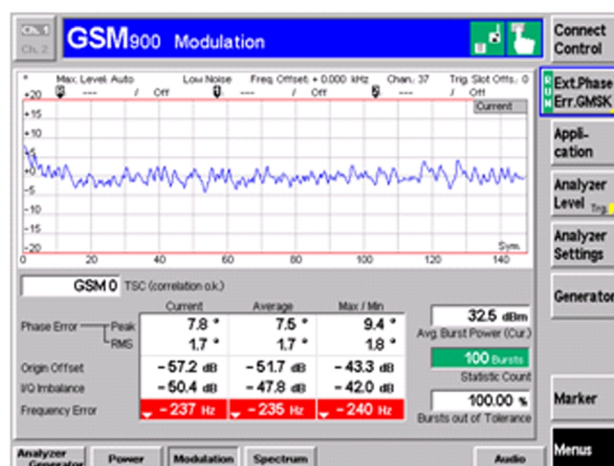 Ch. 1
Ch. 2
GSM900 Modulation
Connect
Control
° Max. Level: Auto Low Noise Freq. Offset: + 0.000 kHz Chan.: 37 Trig. Slot Offs.: 0
--- / Off --- / Off --- / Off
Current
+20
+15
+10
+5
+0
-5
-10
-15
-20
0 20 40 60 80 100 120 140
Sym.
RUN
Ext.Phase
Err.GMSK
Appli-
cation
Analyzer
Level Trg.
Analyzer
Settings
Generator
Marker
Menus
GSM 0 TSC (correlation o.k.)
Current Average Max / Min
Phase Error Peak 7.8 ° 7.5 ° 9.4 °
RMS 1.7 ° 1.7 ° 1.8 °
Origin Offset - 57.2 dB - 51.7 dB - 43.3 dB
I/Q Imbalance - 50.4 dB - 47.8 dB - 42.0 dB
Frequency Error - 237 Hz - 235 Hz - 240 Hz
32.5 dBm
Avg. Burst Power (Cur.)
100 Bursts
Statistic Count
100.00 %
Bursts out of Tolerance
Analyzer
Generator
Power
Modulation
Spectrum
Audio